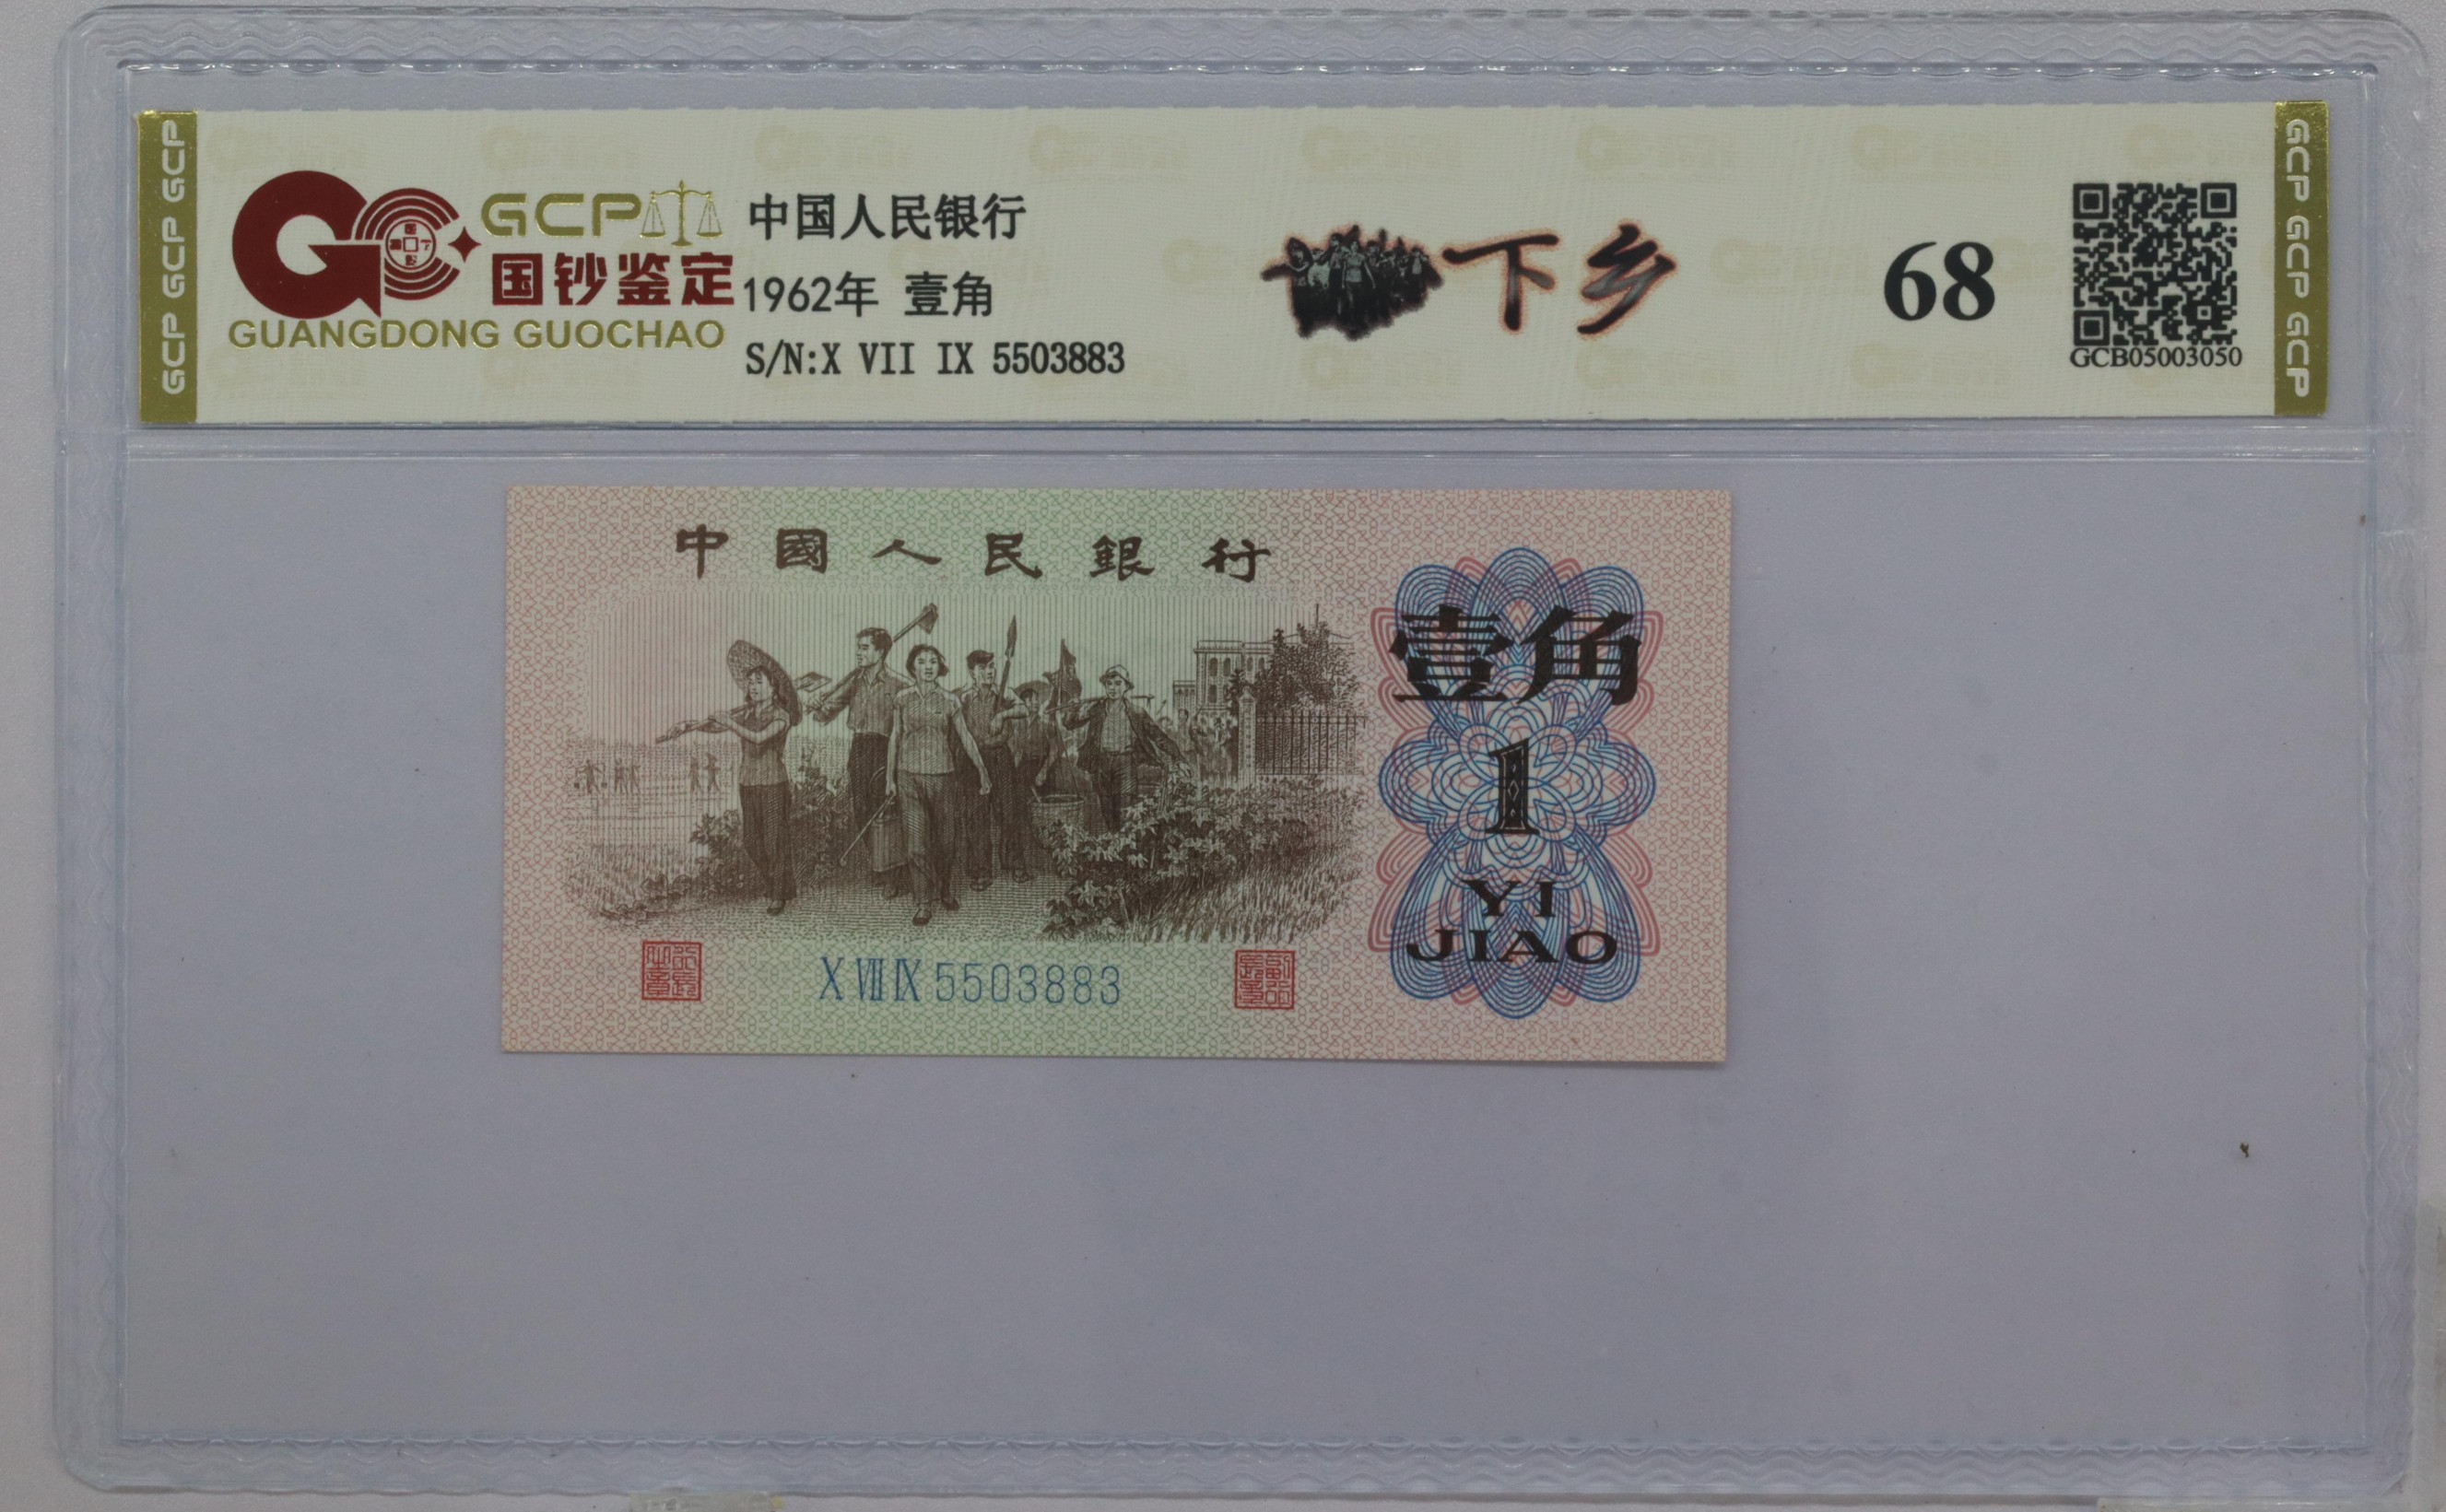 GCP GCP GCP
GCP
国钞鉴定
GUANGDONG GUOCHAO
中国人民银行
1962年 壹角
S/N:X VII IX 5503883
下乡
68
GCB05003050
GCP GCP GCP
中國人民銀行
壹角
1
YI
JIAO
X VII IX 5503883